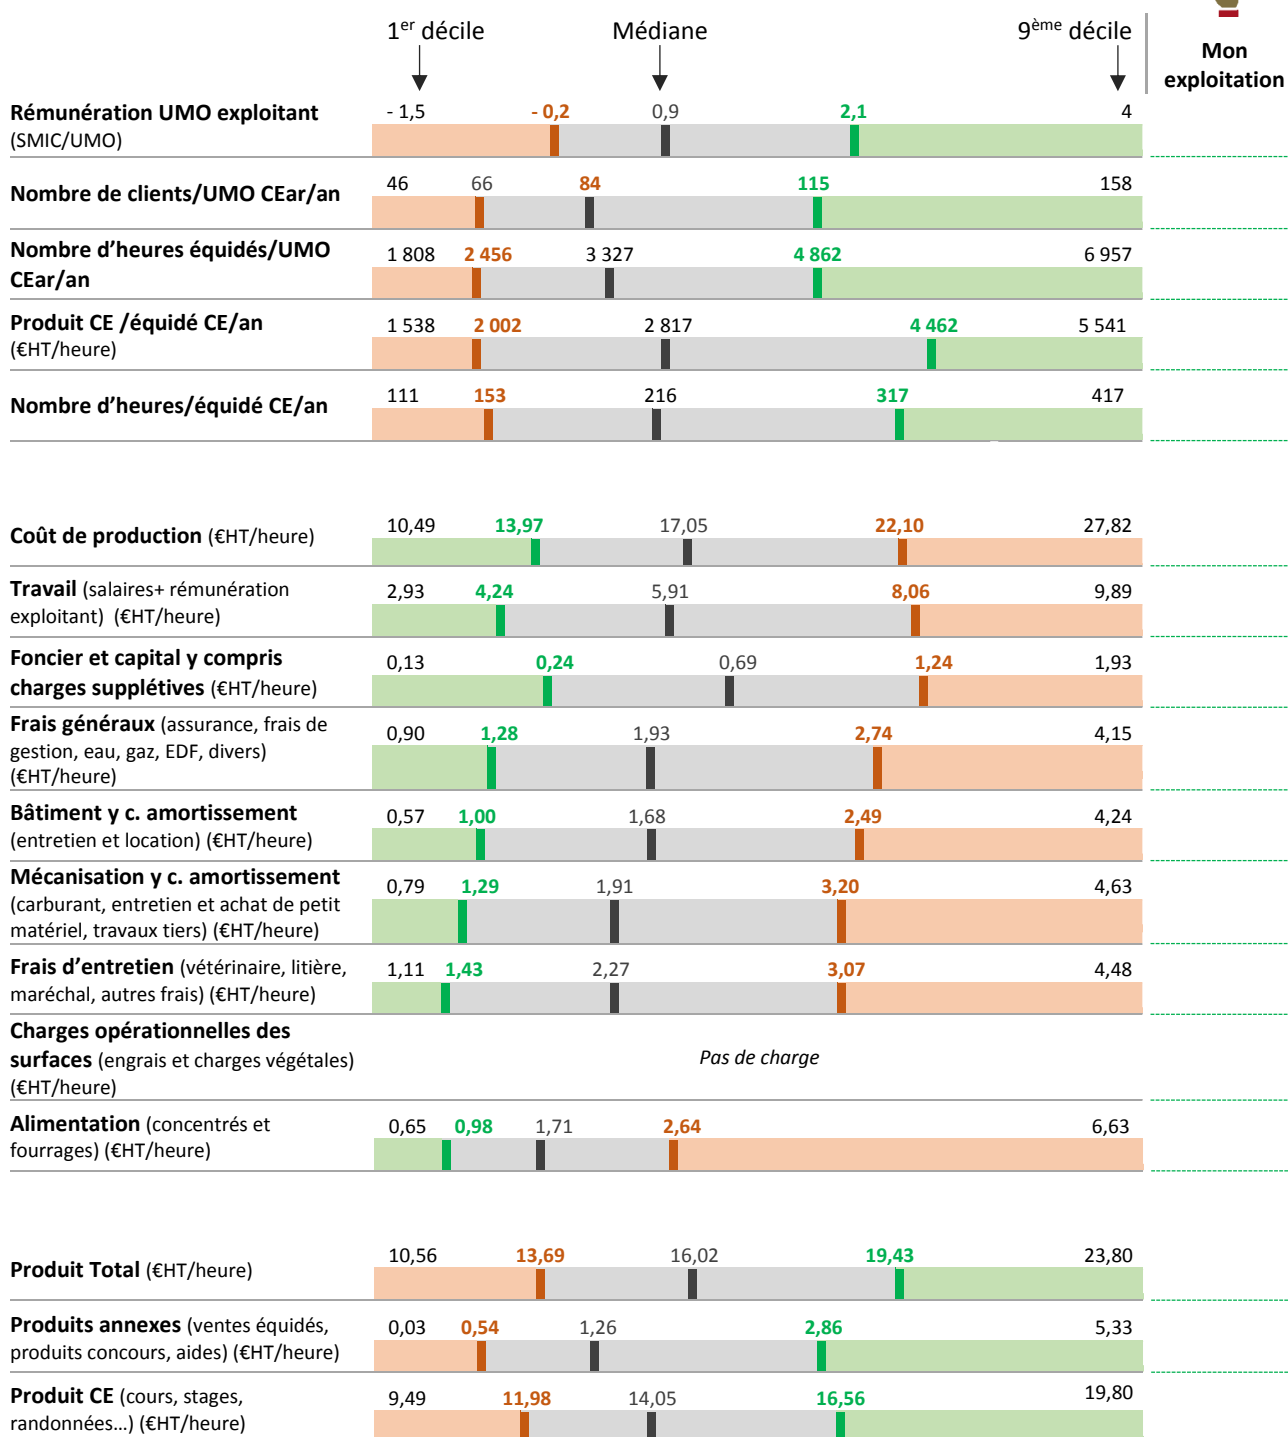 1er décile Médiane 9ème décile
Mon
exploitation
Rémunération UMO exploitant
(SMIC/UMO)
- 1,5 - 0,2 0,9 2,1 4
Nombre de clients/UMO CEar/an
46 66 84 115 158
Nombre d'heures équidés/UMO
CEar/an
1 808 2 456 3 327 4 862 6 957
Produit CE /équidé CE/an
(€HT/heure)
1 538 2 002 2 817 4 462 5 541
Nombre d'heures/équidé CE/an
111 153 216 317 417
Coût de production (€HT/heure)
10,49 13,97 17,05 22,10 27,82
Travail (salaires+ rémunération
exploitant) (€HT/heure)
2,93 4,24 5,91 8,06 9,89
Foncier et capital y compris
charges supplétives (€HT/heure)
0,13 0,24 0,69 1,24 1,93
Frais généraux (assurance, frais de
gestion, eau, gaz, EDF, divers)
(€HT/heure)
0,90 1,28 1,93 2,74 4,15
Bâtiment y c. amortissement
(entretien et location) (€HT/heure)
0,57 1,00 1,68 2,49 4,24
Mécanisation y c. amortissement
(carburant, entretien et achat de petit
matériel, travaux tiers) (€HT/heure)
0,79 1,29 1,91 3,20 4,63
Frais d'entretien (vétérinaire, litière,
maréchal, autres frais) (€HT/heure)
1,11 1,43 2,27 3,07 4,48
Charges opérationnelles des
surfaces (engrais et charges végétales)
(€HT/heure)
Pas de charge
Alimentation (concentrés et
fourrages) (€HT/heure)
0,65 0,98 1,71 2,64 6,63
Produit Total (€HT/heure)
10,56 13,69 16,02 19,43 23,80
Produits annexes (ventes équidés,
produits concours, aides) (€HT/heure)
0,03 0,54 1,26 2,86 5,33
Produit CE (cours, stages,
randonnées…) (€HT/heure)
9,49 11,98 14,05 16,56 19,80